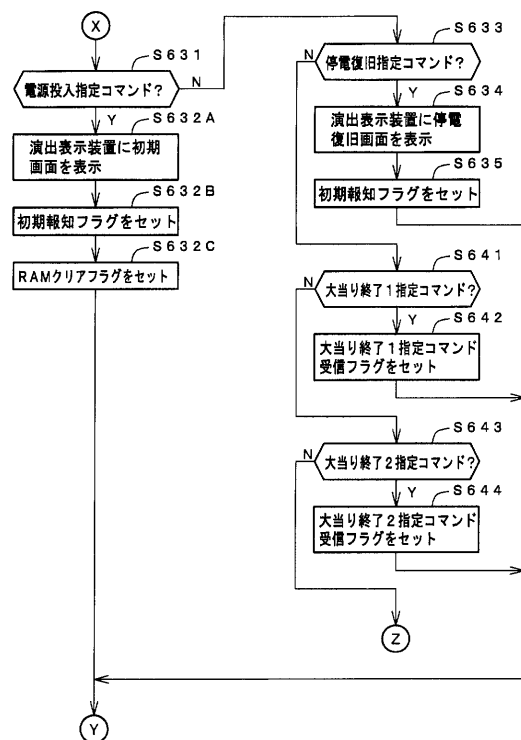 X
S631
電源投入指定コマンド?
N
Y
S632A
演出表示装置に初期
画面を表示
S632B
初期報知フラグをセット
S632C
RAMクリアフラグをセット
Y
S633
停電復旧指定コマンド?
N
Y
S634
演出表示装置に停電
復旧画面を表示
S635
初期報知フラグをセット
S641
大当り終了1指定コマンド?
N
Y
S642
大当り終了1指定コマンド
受信フラグをセット
S643
大当り終了2指定コマンド?
N
Y
S644
大当り終了2指定コマンド
受信フラグをセット
Z